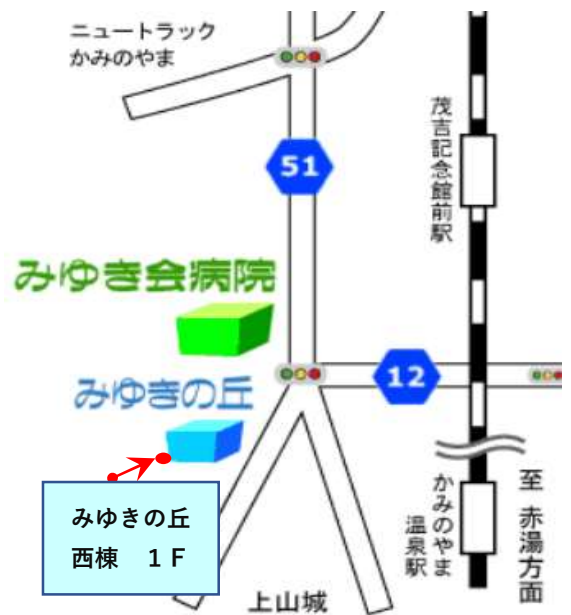 ニュートラック
かみのやま
茂吉記念館前駅
51
みゆき会病院
12
みゆきの丘
みゆきの丘
西棟　１Ｆ
かみのやま
温泉駅
至 赤湯方面
上山城